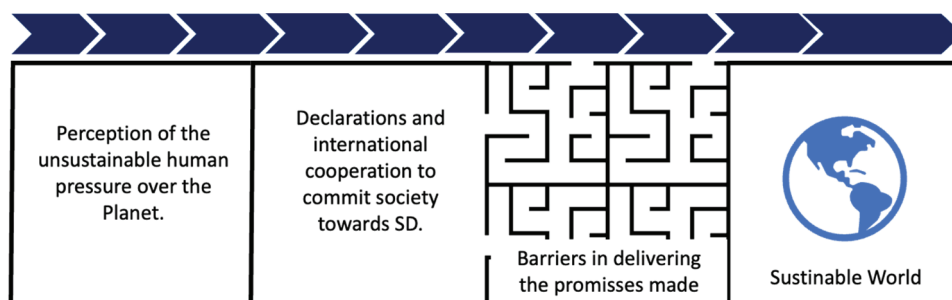 Perception of the
unsustainable human
pressure over the
Planet.
Declarations and
international
cooperation to
commit society
towards SD.
Barriers in delivering
the promisses made
Sustinable World